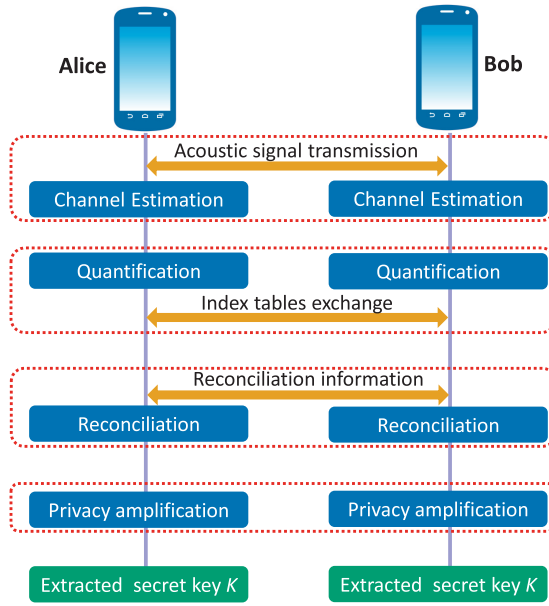 Alice
Bob
Acoustic signal transmission
Channel Estimation
Channel Estimation
Quantification
Quantification
Index tables exchange
Reconciliation information
Reconciliation
Reconciliation
Privacy amplification
Privacy amplification
Extracted secret key K
Extracted secret key K